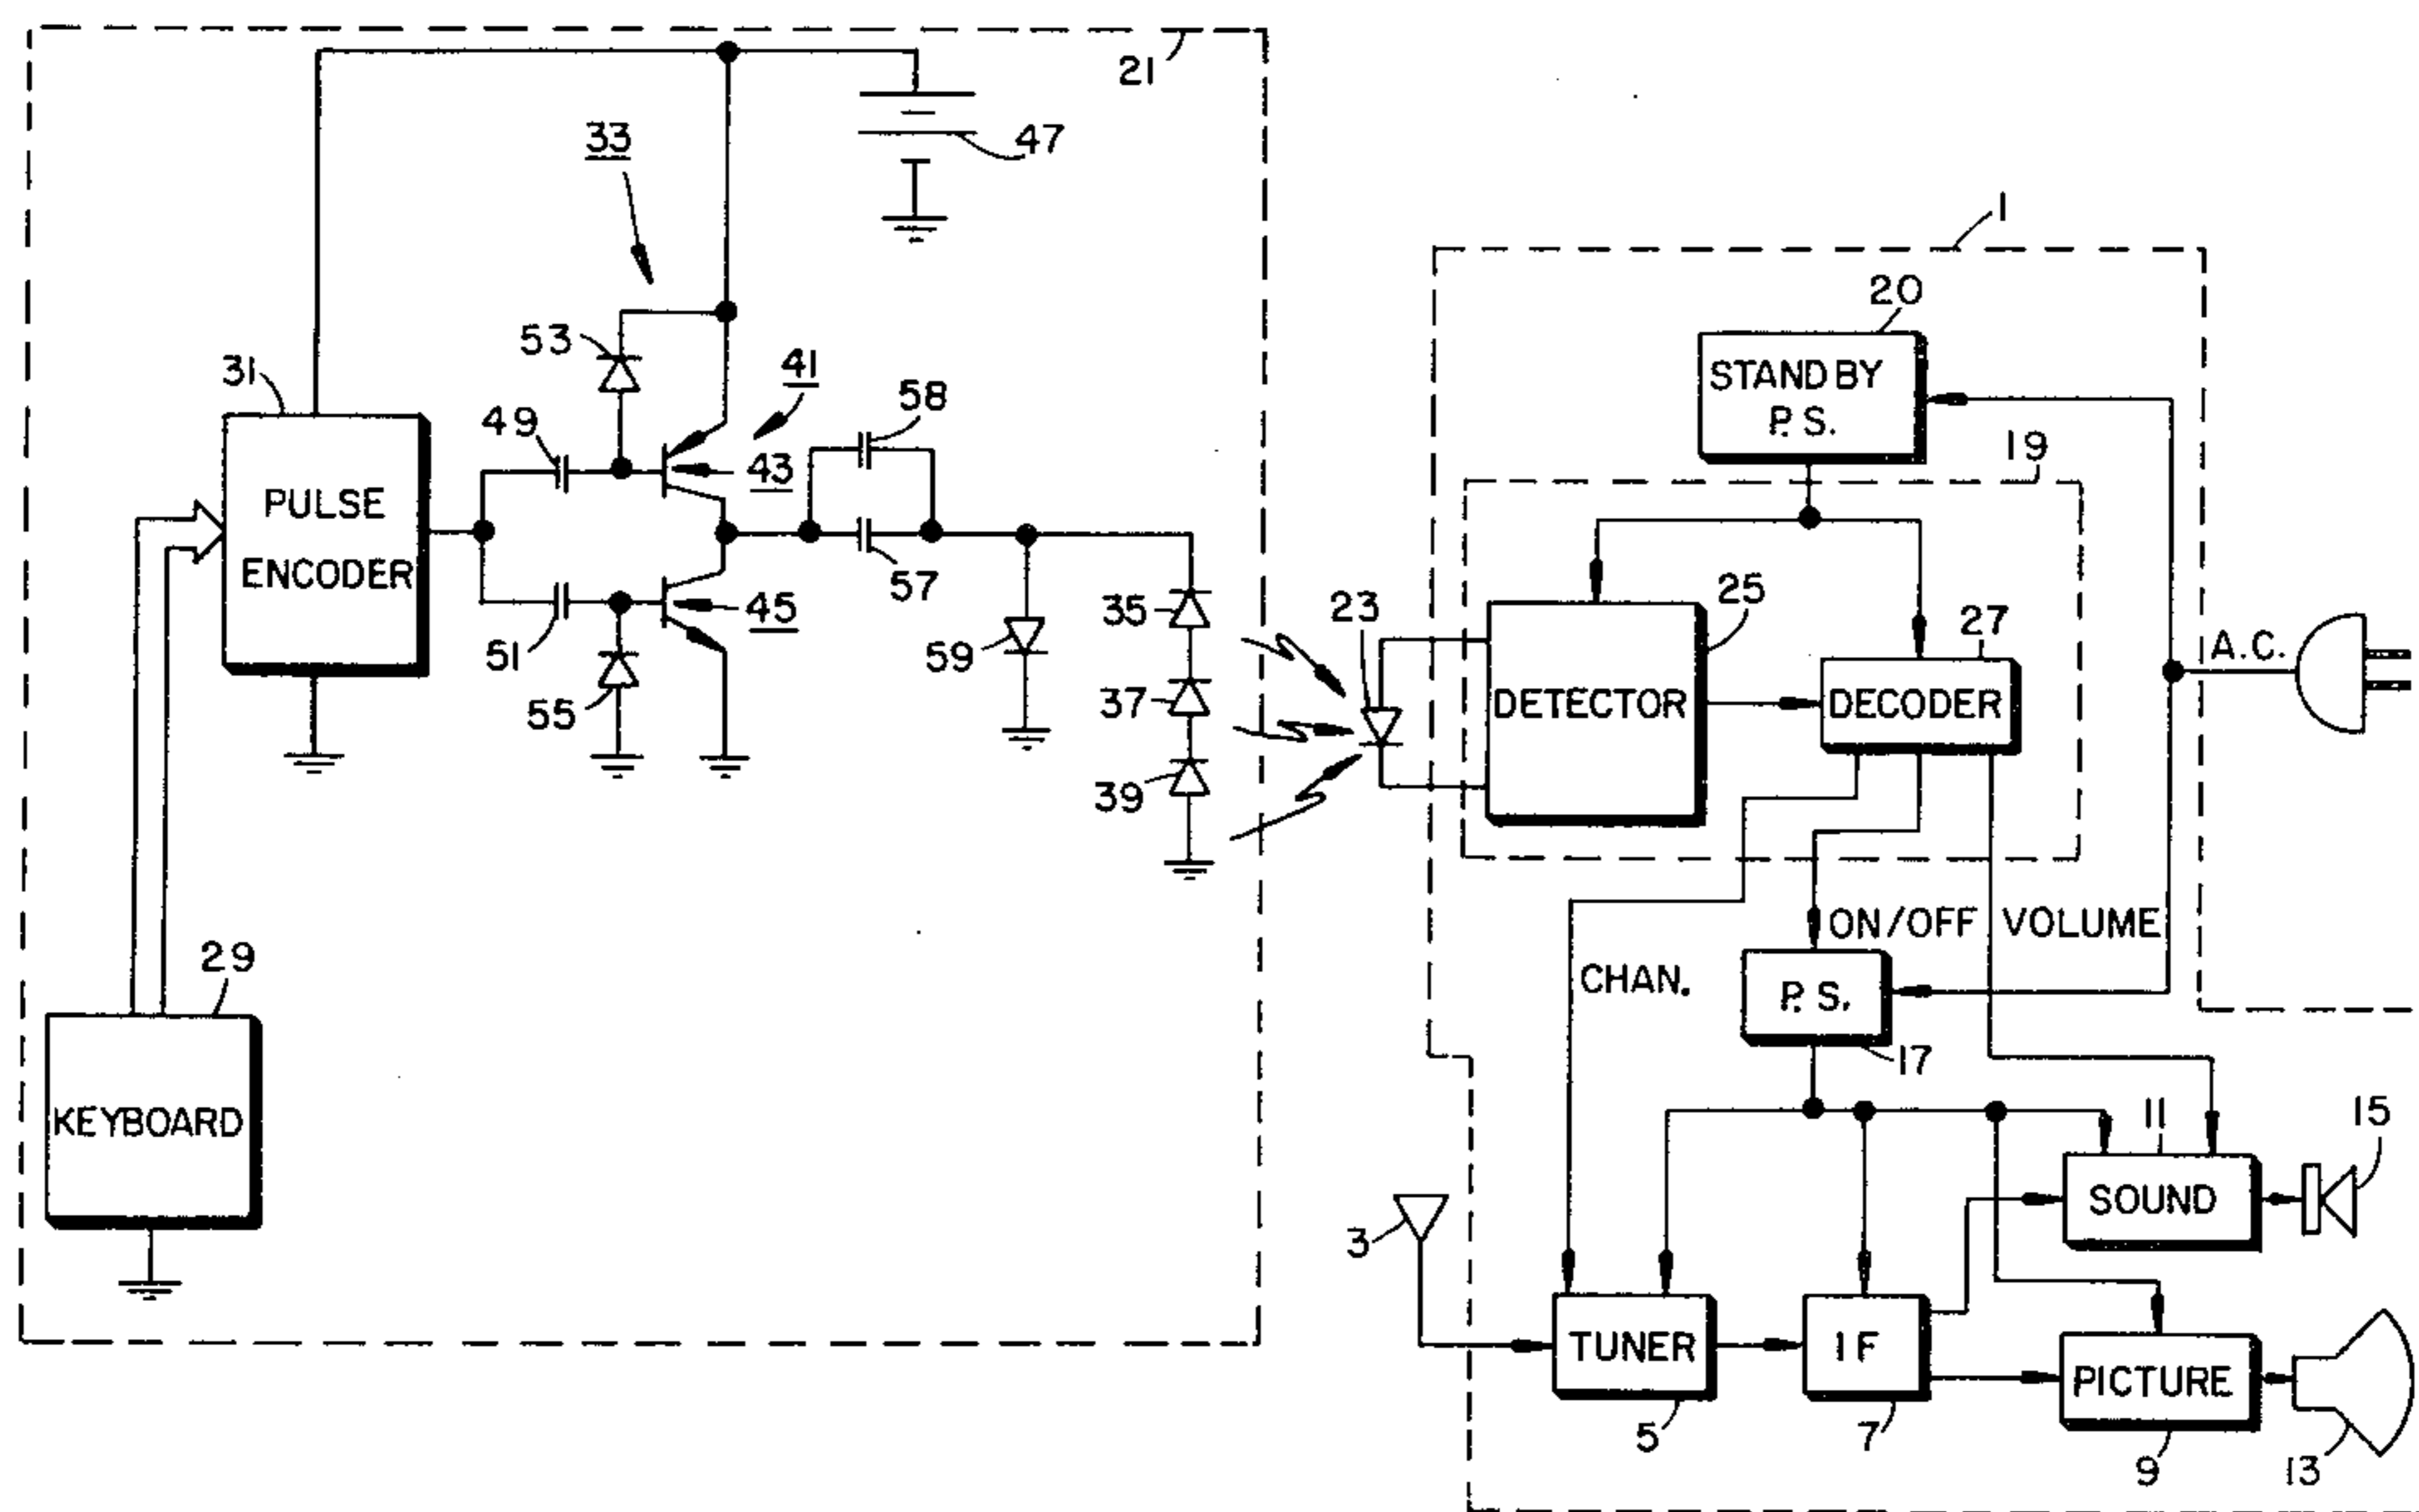 21
33
47
1
20
53
STAND BY
P. S.
31
41
49
58
19
PULSE
43
ENCODER
57
25
51
45
59
35
23
27
A.C.
55
37
DETECTOR
DECODER
39
ON/OFF VOLUME
29
CHAN.
P. S.
17
KEYBOARD
11
15
SOUND
3
TUNER
IF
PICTURE
5
7
9
13